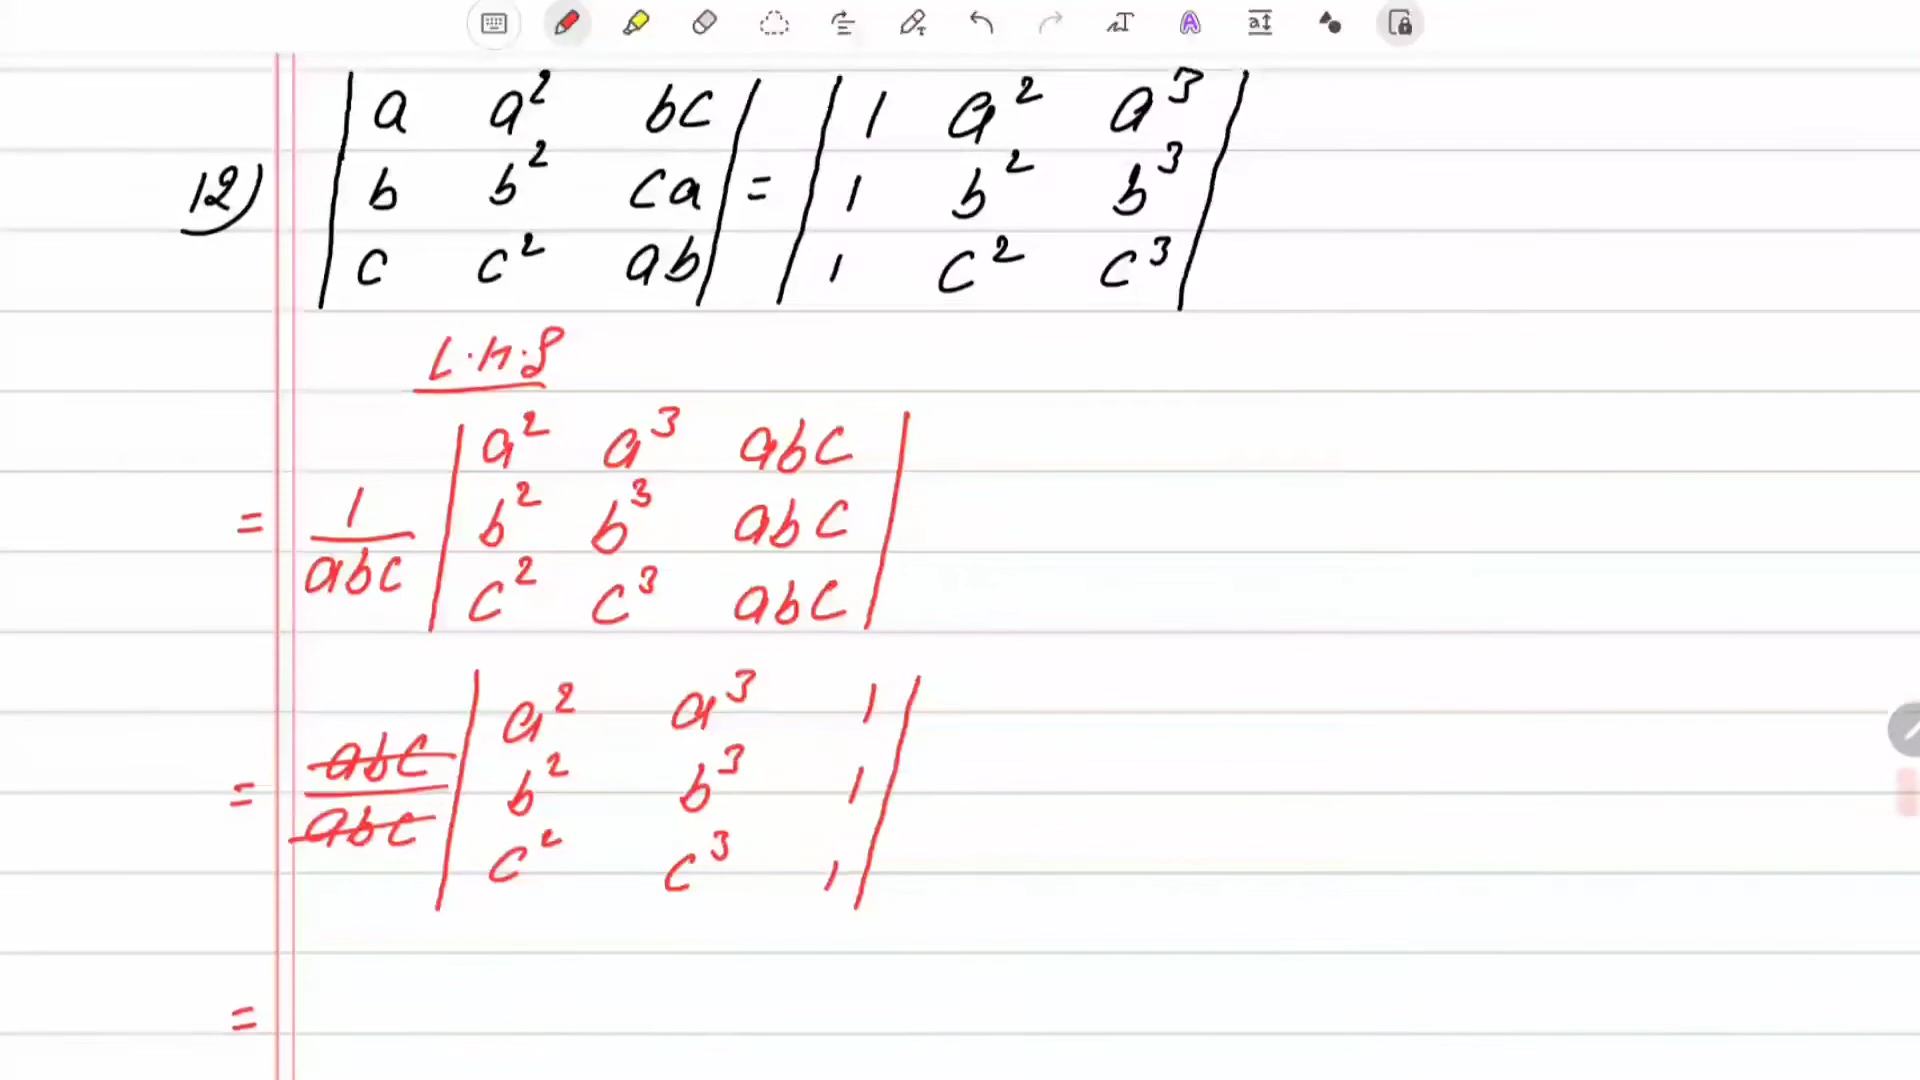 12) | a a² bc | = | 1 a² a³ |
| b b² ca | | 1 b² b³ |
| c c² ab | | 1 c² c³ |
L.H.S
= 1/abc | a² a³ abc |
| b² b³ abc |
| c² c³ abc |
= abc/abc | a² a³ 1 |
| b² b³ 1 |
| c² c³ 1 |
=